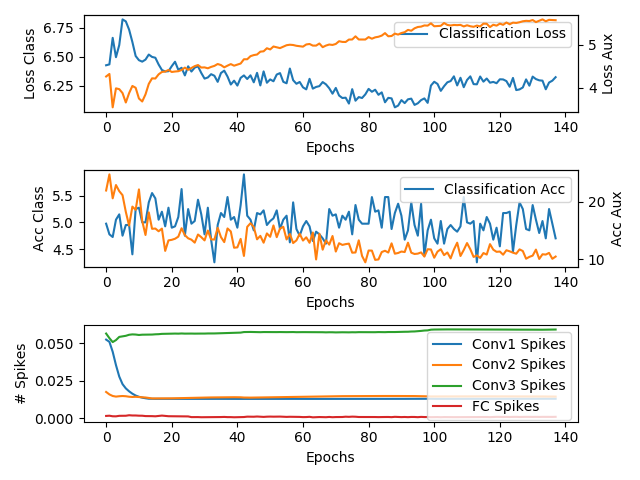 Classification Loss
Loss Class
Loss Aux
6.75
6.50
6.25
5
4
0 20 40 60 80 100 120 140
Epochs
Classification Acc
Acc Class
Acc Aux
5.5
5.0
4.5
20
10
0 20 40 60 80 100 120 140
Epochs
Conv1 Spikes
Conv2 Spikes
Conv3 Spikes
FC Spikes
# Spikes
0.050
0.025
0.000
0 20 40 60 80 100 120 140
Epochs